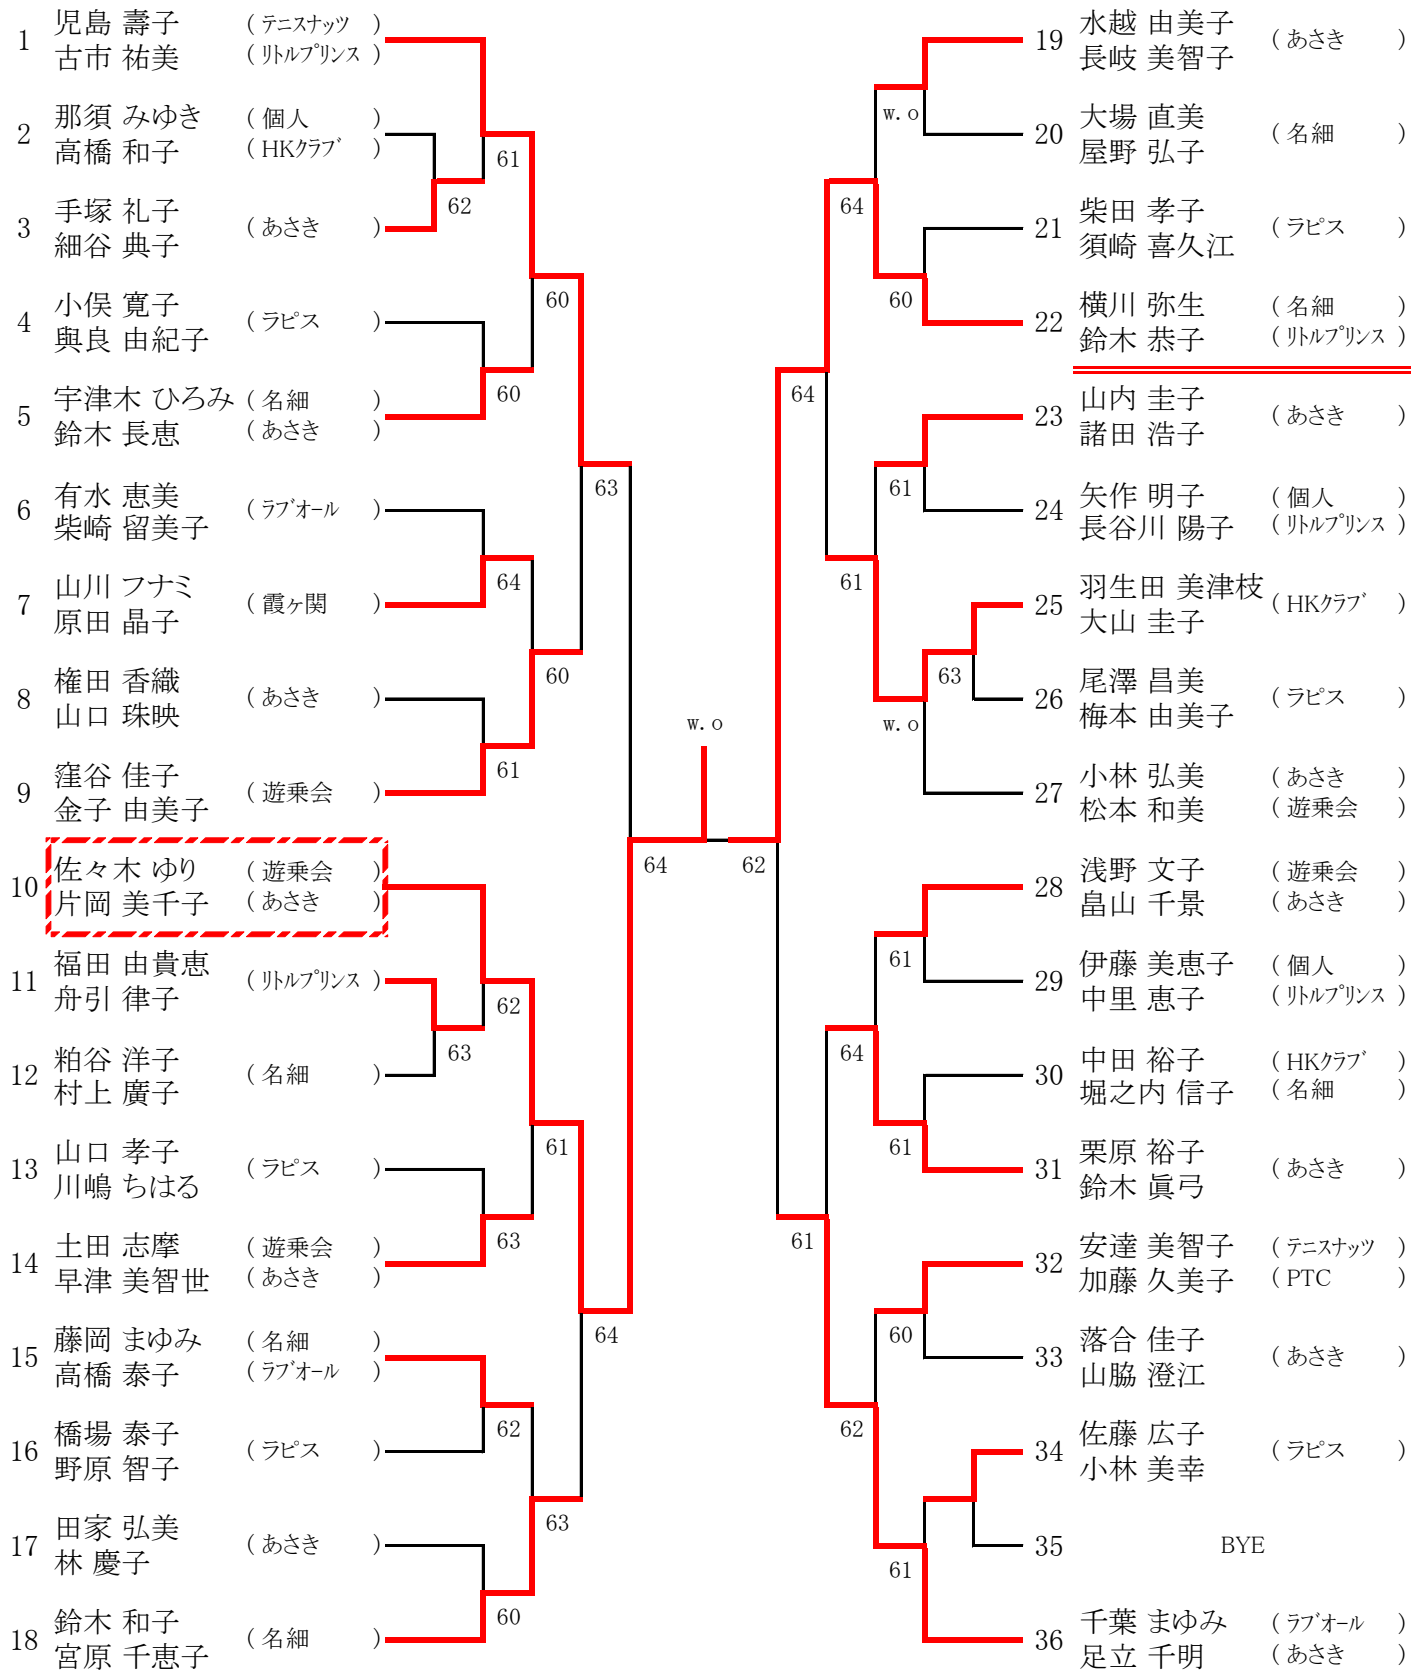 1 児島 壽子 ( テニスナッツ )
古市 祐美 ( リトルプリンス )
2 那須 みゆき ( 個人 )
高橋 和子 ( HKクラブ )
61
62
3 手塚 礼子 ( あさき )
細谷 典子
60
4 小俣 寛子 ( ラピス )
與良 由紀子
60
5 宇津木 ひろみ ( 名細 )
鈴木 長恵 ( あさき )
63
6 有水 恵美 ( ラブオール )
柴崎 留美子
64
7 山川 フナミ ( 霞ヶ関 )
原田 晶子
60
8 権田 香織 ( あさき )
山口 珠映
61
9 窪谷 佳子 ( 遊乗会 )
金子 由美子
w.o
64
62
10 佐々木 ゆり ( 遊乗会 )
片岡 美千子 ( あさき )
11 福田 由貴恵 ( リトルプリンス )
舟引 律子
62
63
12 粕谷 洋子 ( 名細 )
村上 廣子
61
13 山口 孝子 ( ラピス )
川嶋 ちはる
63
14 土田 志摩 ( 遊乗会 )
早津 美智世 ( あさき )
64
15 藤岡 まゆみ ( 名細 )
高橋 泰子 ( ラブオール )
62
16 橋場 泰子 ( ラピス )
野原 智子
63
17 田家 弘美 ( あさき )
林 慶子
60
18 鈴木 和子 ( 名細 )
宮原 千恵子
19 水越 由美子 ( あさき )
長岐 美智子
w.o
20 大場 直美 ( 名細 )
屋野 弘子
64
21 柴田 孝子 ( ラピス )
須崎 喜久江
60
22 横川 弥生 ( 名細 )
鈴木 恭子 ( リトルプリンス )
64
23 山内 圭子 ( あさき )
諸田 浩子
61
24 矢作 明子 ( 個人 )
長谷川 陽子 ( リトルプリンス )
61
25 羽生田 美津枝 ( HKクラブ )
大山 圭子
63
26 尾澤 昌美 ( ラピス )
梅本 由美子
w.o
27 小林 弘美 ( あさき )
松本 和美 ( 遊乗会 )
28 浅野 文子 ( 遊乗会 )
畠山 千景 ( あさき )
61
29 伊藤 美恵子 ( 個人 )
中里 恵子 ( リトルプリンス )
64
30 中田 裕子 ( HKクラブ )
堀之内 信子 ( 名細 )
61
31 栗原 裕子 ( あさき )
鈴木 眞弓
61
32 安達 美智子 ( テニスナッツ )
加藤 久美子 ( PTC )
60
33 落合 佳子 ( あさき )
山脇 澄江
62
34 佐藤 広子 ( ラピス )
小林 美幸
35 BYE
61
36 千葉 まゆみ ( ラブオール )
足立 千明 ( あさき )